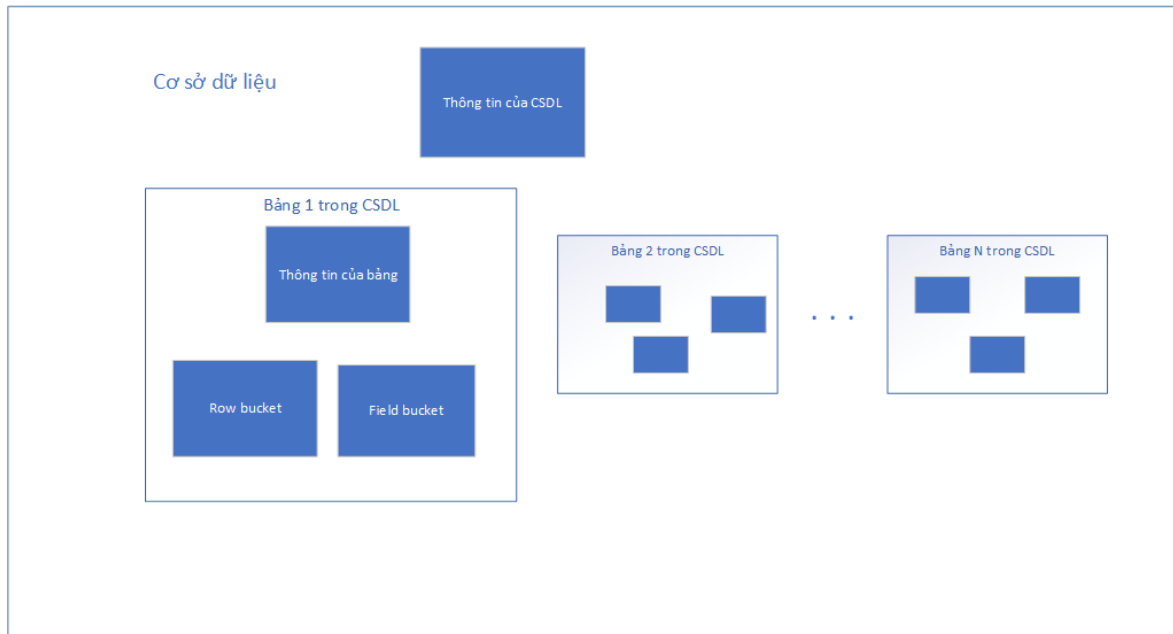 Cơ sở dữ liệu
Thông tin của CSDL
Bảng 1 trong CSDL
Thông tin của bảng
Row bucket
Field bucket
Bảng 2 trong CSDL
. . .
Bảng N trong CSDL